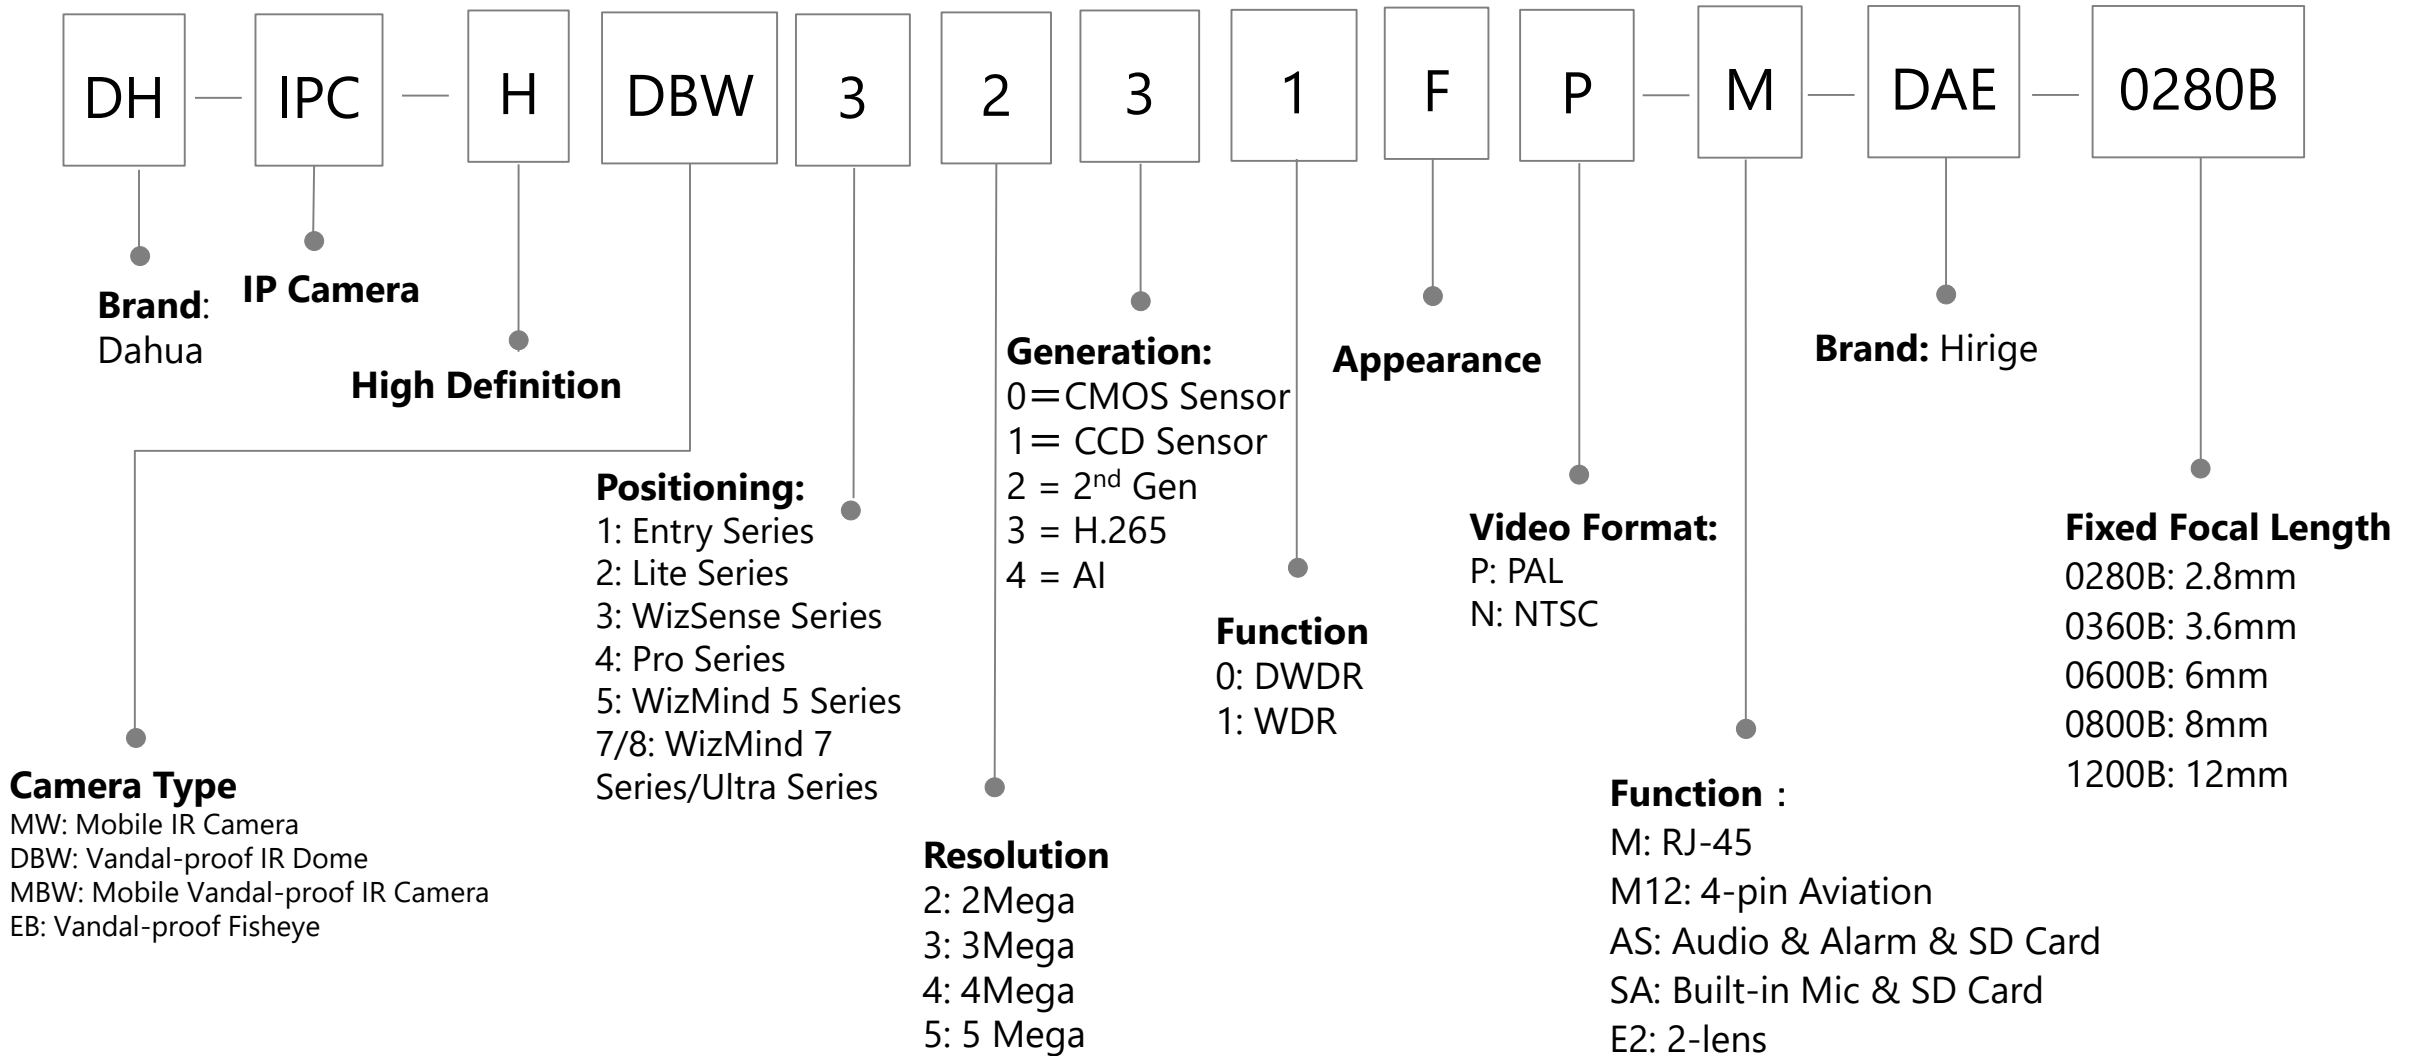 DH — IPC — H DBW 3 2 3 1 F P — M — DAE — 0280B
Brand:
Dahua
IP Camera
High Definition
Camera Type
MW: Mobile IR Camera
DBW: Vandal-proof IR Dome
MBW: Mobile Vandal-proof IR Camera
EB: Vandal-proof Fisheye
Positioning:
1: Entry Series
2: Lite Series
3: WizSense Series
4: Pro Series
5: WizMind 5 Series
7/8: WizMind 7
Series/Ultra Series
Resolution
2: 2Mega
3: 3Mega
4: 4Mega
5: 5 Mega
Generation:
0＝CMOS Sensor
1＝ CCD Sensor
2 = 2nd Gen
3 = H.265
4 = AI
Function
0: DWDR
1: WDR
Appearance
Video Format:
P: PAL
N: NTSC
Function：
M: RJ-45
M12: 4-pin Aviation
AS: Audio & Alarm & SD Card
SA: Built-in Mic & SD Card
E2: 2-lens
Brand: Hirige
Fixed Focal Length
0280B: 2.8mm
0360B: 3.6mm
0600B: 6mm
0800B: 8mm
1200B: 12mm